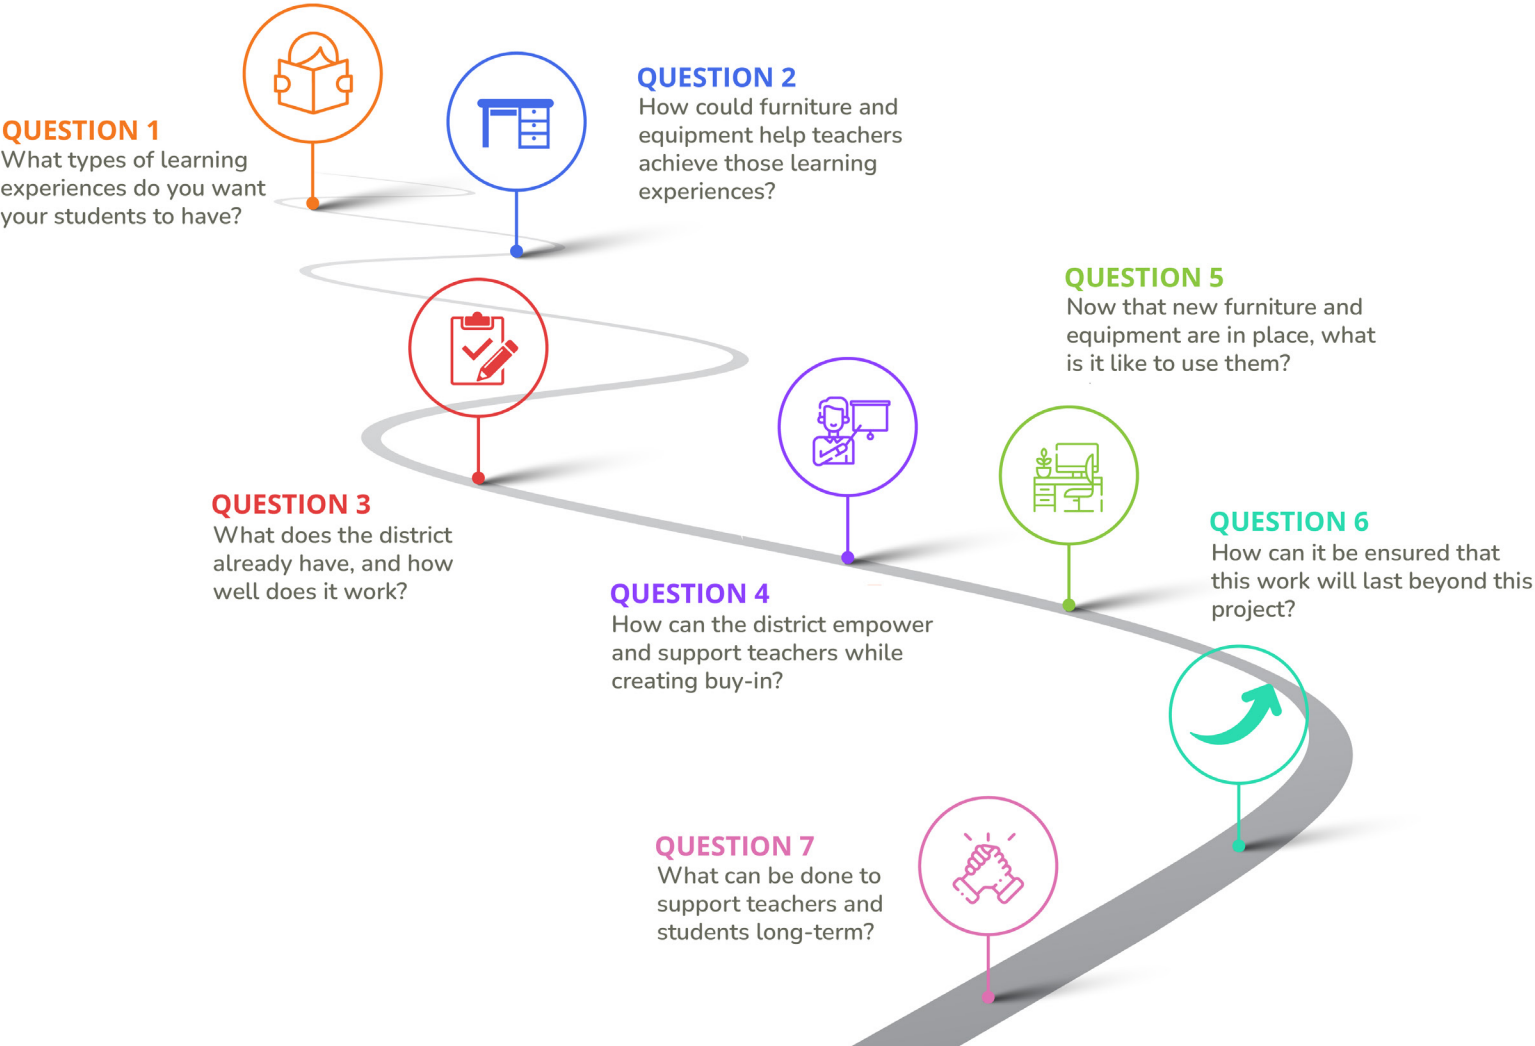 QUESTION 1
What types of learning
experiences do you want
your students to have?
QUESTION 2
How could furniture and
equipment help teachers
achieve those learning
experiences?
QUESTION 3
What does the district
already have, and how
well does it work?
QUESTION 4
How can the district empower
and support teachers while
creating buy-in?
QUESTION 5
Now that new furniture and
equipment are in place, what
is it like to use them?
QUESTION 6
How can it be ensured that
this work will last beyond this
project?
QUESTION 7
What can be done to
support teachers and
students long-term?